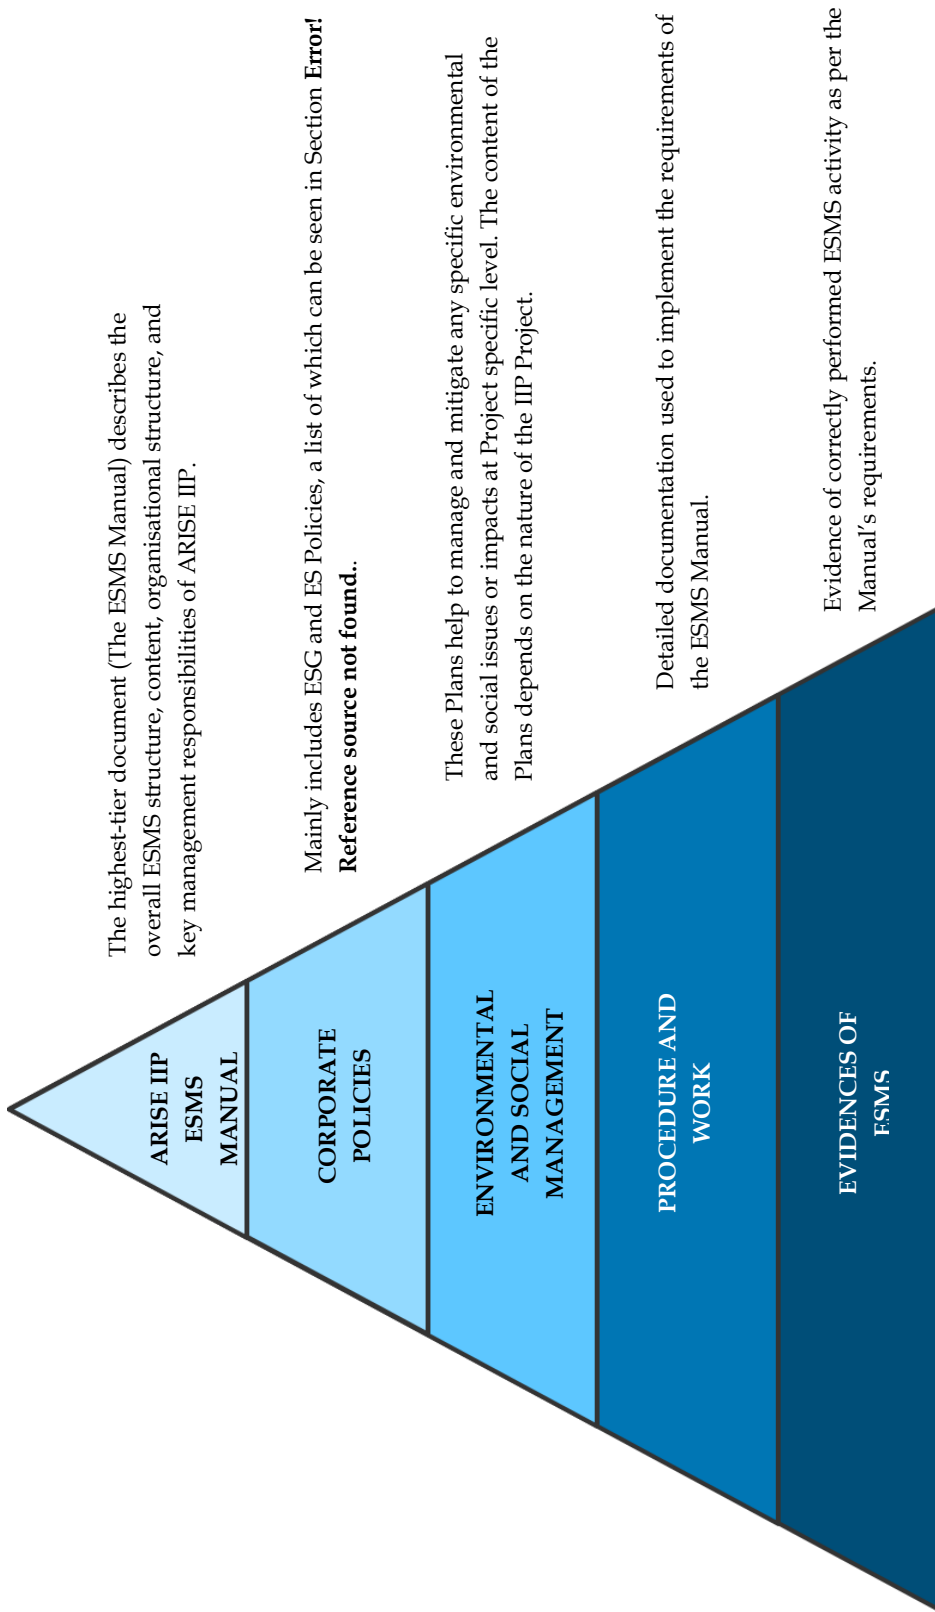 ARISE IIP
ESMS
MANUAL
The highest-tier document (The ESMS Manual) describes the
overall ESMS structure, content, organisational structure, and
key management responsibilities of ARISE IIP.
CORPORATE
POLICIES
Mainly includes ESG and ES Policies, a list of which can be seen in Section Error!
Reference source not found..
ENVIRONMENTAL
AND SOCIAL
MANAGEMENT
These Plans help to manage and mitigate any specific environmental
and social issues or impacts at Project specific level. The content of the
Plans depends on the nature of the IIP Project.
PROCEDURE AND
WORK
Detailed documentation used to implement the requirements of
the ESMS Manual.
EVIDENCES OF
ESMS
Evidence of correctly performed ESMS activity as per the
Manual's requirements.